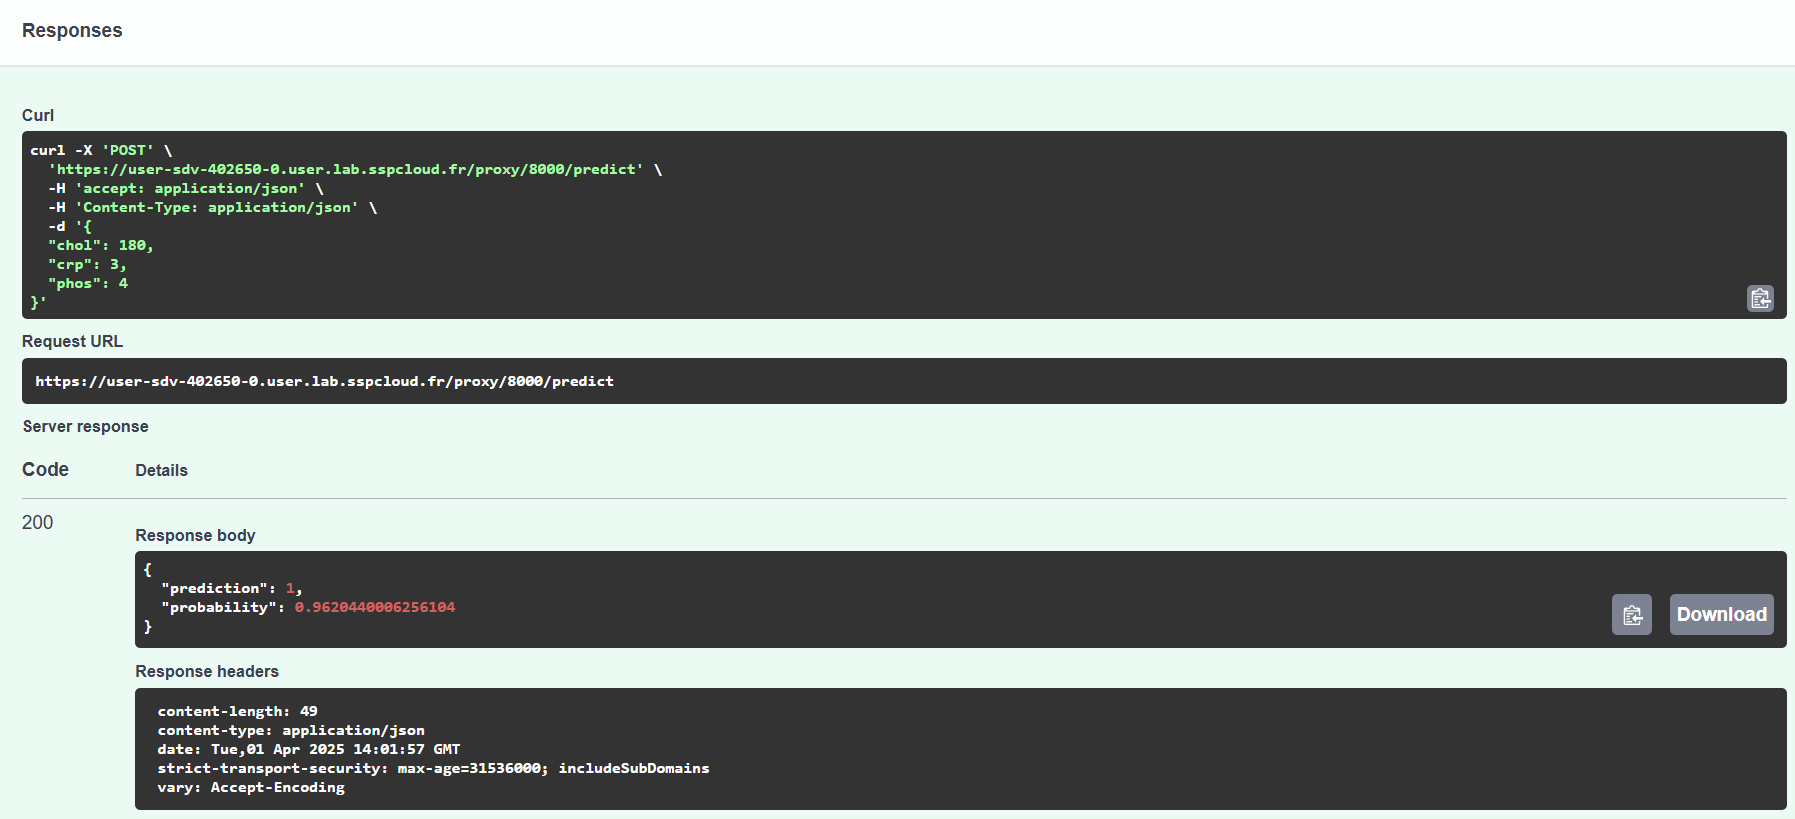 Responses
Curl
curl -X 'POST' \
'https://user-sdv-402650-0.user.lab.sspcloud.fr/proxy/8000/predict' \
-H 'accept: application/json' \
-H 'Content-Type: application/json' \
-d '{
"chol": 180,
"crp": 3,
"phos": 4
}'
Request URL
https://user-sdv-402650-0.user.lab.sspcloud.fr/proxy/8000/predict
Server response
Code Details
200
Response body
{
"prediction": 1,
"probability": 0.9620440006256104
}
Download
Response headers
content-length: 49
content-type: application/json
date: Tue,01 Apr 2025 14:01:57 GMT
strict-transport-security: max-age=31536000; includeSubDomains
vary: Accept-Encoding